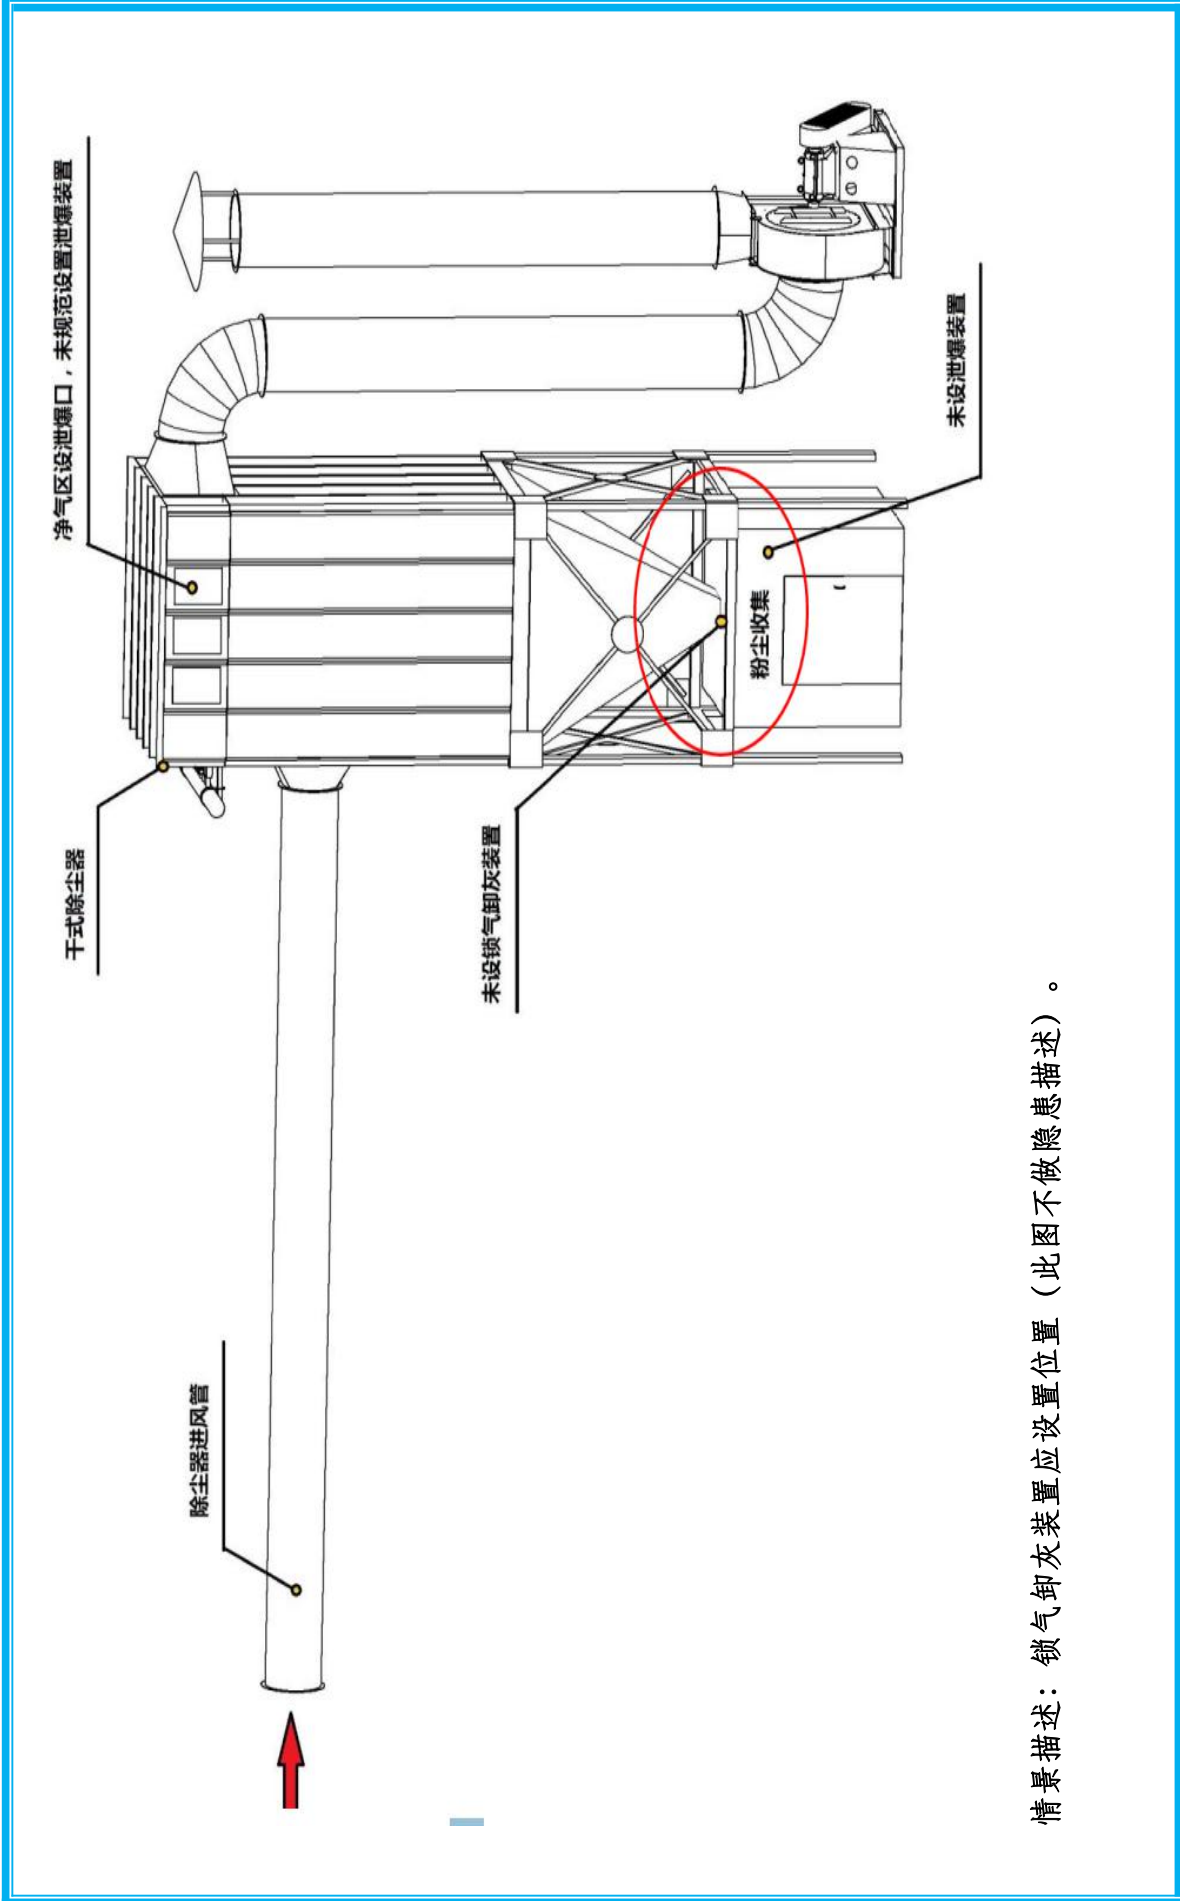 净气区设泄爆口，未规范设置泄爆装置
干式除尘器
除尘器进风管
未设锁气卸灰装置
粉尘收集
未设泄爆装置
情景描述：锁气卸灰装置应设置位置（此图不做隐患描述）。